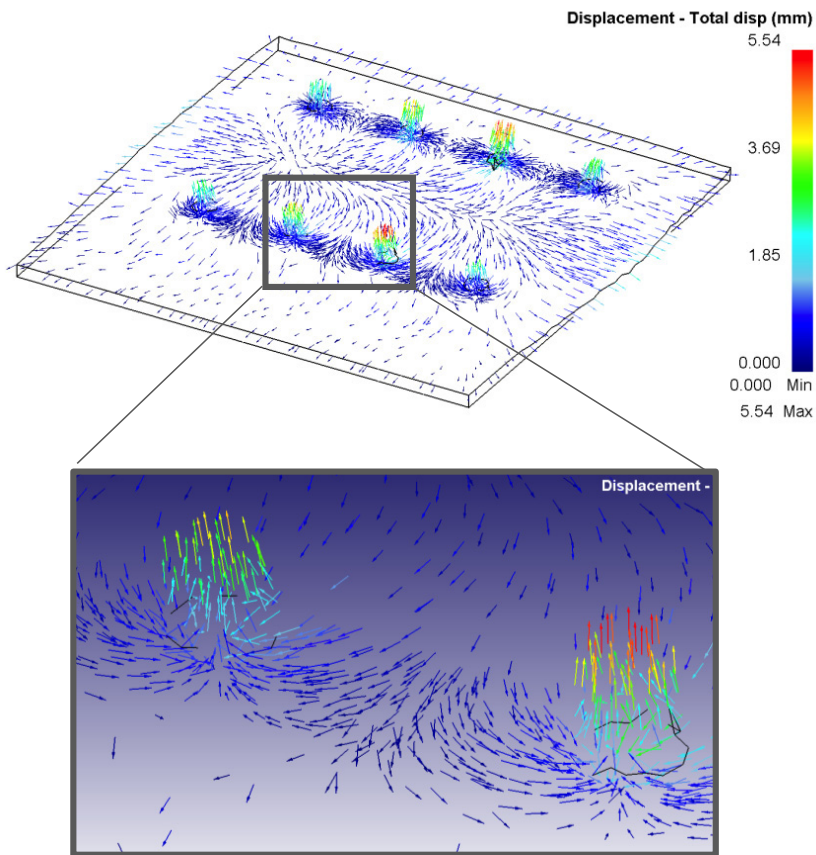 Displacement - Total disp (mm)
5.54
3.69
1.85
0.000
0.000 Min
5.54 Max
Displacement -